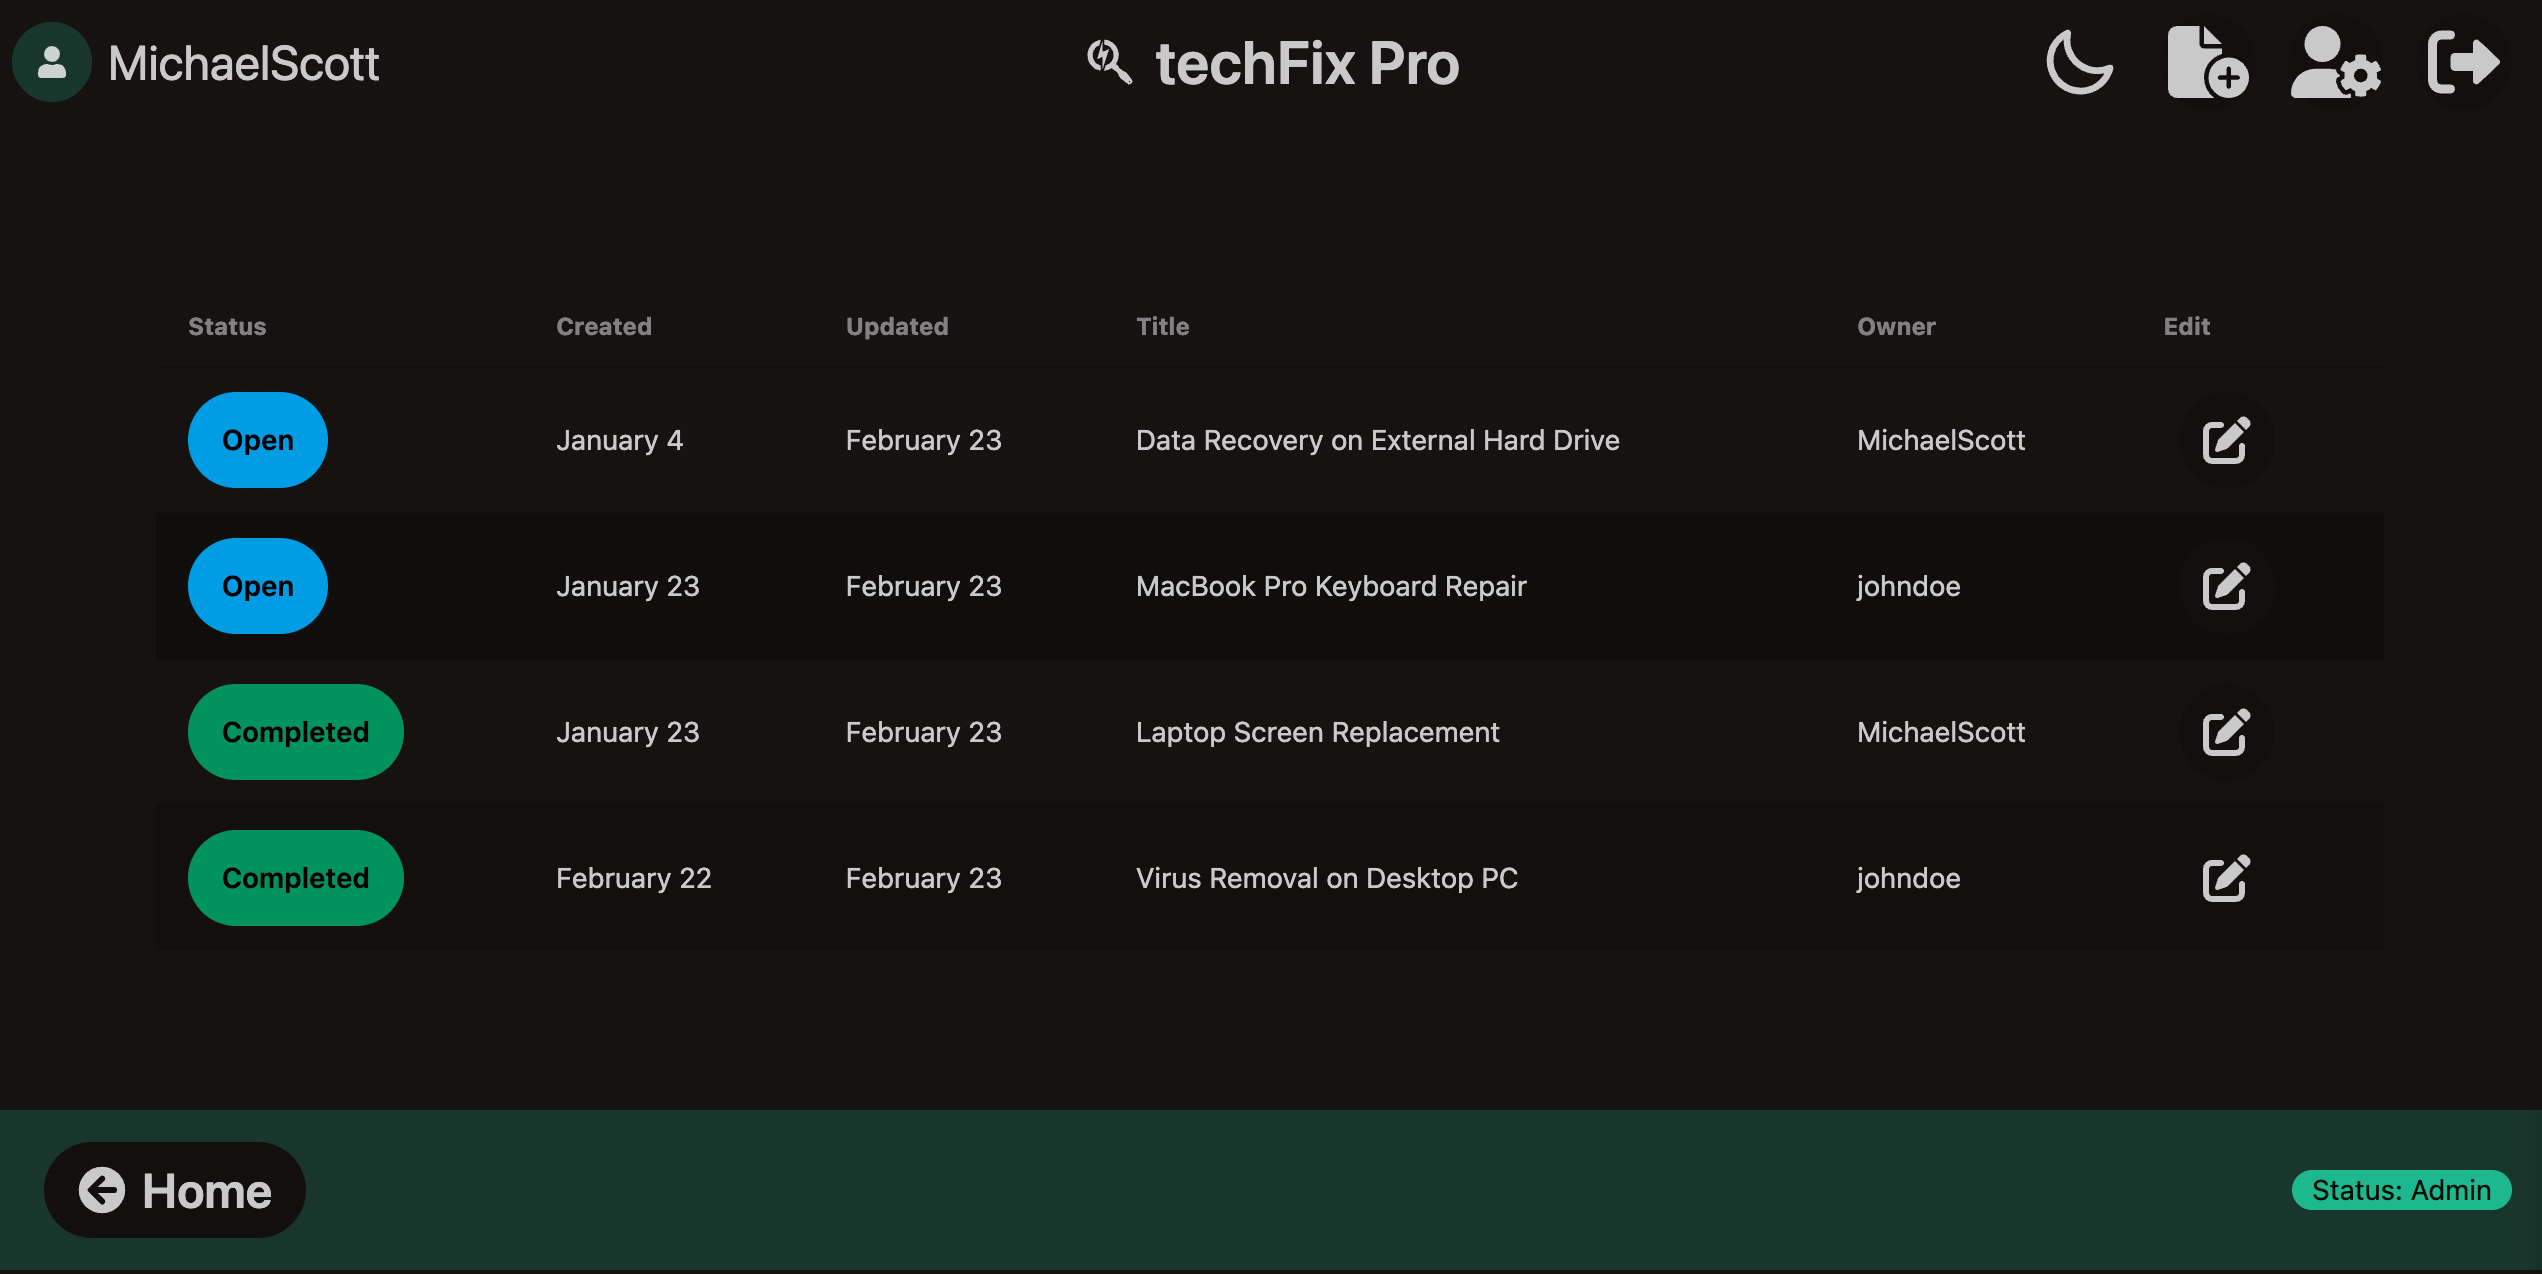 MichaelScott
techFix Pro
Status Created Updated Title Owner Edit
Open January 4 February 23 Data Recovery on External Hard Drive MichaelScott
Open January 23 February 23 MacBook Pro Keyboard Repair johndoe
Completed January 23 February 23 Laptop Screen Replacement MichaelScott
Completed February 22 February 23 Virus Removal on Desktop PC johndoe
Home
Status: Admin